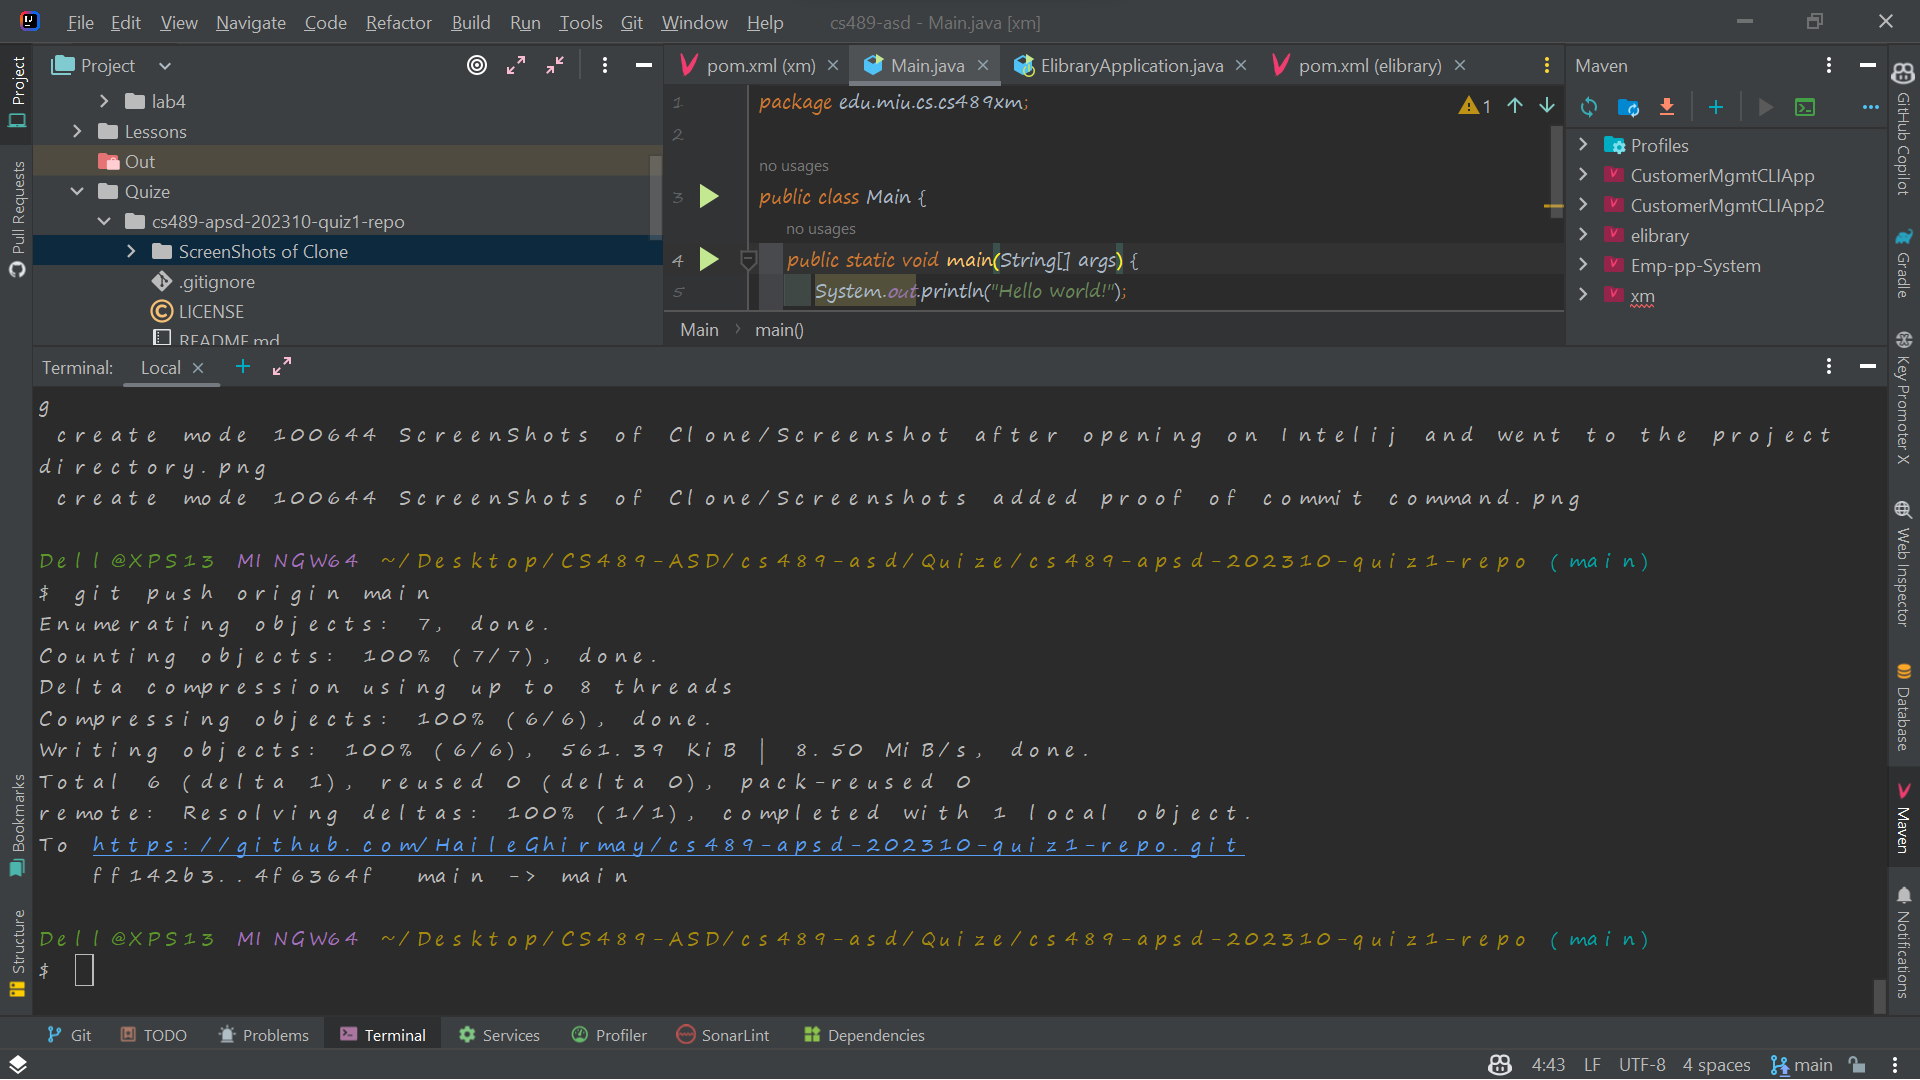 File Edit View Navigate Code Refactor Build Run Tools Git Window Help cs489-asd - Main.java [xm]
Project
lab4
Lessons
Out
Quize
cs489-apsd-202310-quiz1-repo
ScreenShots of Clone
.gitignore
LICENSE
README.md
pom.xml (xm) Main.java ElibraryApplication.java pom.xml (elibrary)
1 package edu.miu.cs.cs489xm; 1
2
no usages
3 public class Main {
no usages
4 public static void main(String[] args) {
5 System.out.println("Hello world!");
Main main()
Maven
Profiles
CustomerMgmtCLIApp
CustomerMgmtCLIApp2
elibrary
Emp-pp-System
xm
Terminal: Local
g
create mode 100644 ScreenShots of Clone/Screenshot after opening on Intelij and went to the project
directory.png
create mode 100644 ScreenShots of Clone/Screenshots added proof of commit command.png
Dell@XPS13 MINGW64 ~/Desktop/CS489-ASD/cs489-asd/Quize/cs489-apsd-202310-quiz1-repo (main)
$ git push origin main
Enumerating objects: 7, done.
Counting objects: 100% (7/7), done.
Delta compression using up to 8 threads
Compressing objects: 100% (6/6), done.
Writing objects: 100% (6/6), 561.39 KiB | 8.50 MiB/s, done.
Total 6 (delta 1), reused 0 (delta 0), pack-reused 0
remote: Resolving deltas: 100% (1/1), completed with 1 local object.
To https://github.com/HaileGhirmay/cs489-apsd-202310-quiz1-repo.git
ff142b3..4f6364f main -> main
Dell@XPS13 MINGW64 ~/Desktop/CS489-ASD/cs489-asd/Quize/cs489-apsd-202310-quiz1-repo (main)
$
Project
Pull Requests
Bookmarks
Structure
GitHub Copilot
Gradle
Key Promoter X
Web Inspector
Database
Maven
Notifications
Git TODO Problems Terminal Services Profiler SonarLint Dependencies
4:43 LF UTF-8 4 spaces main